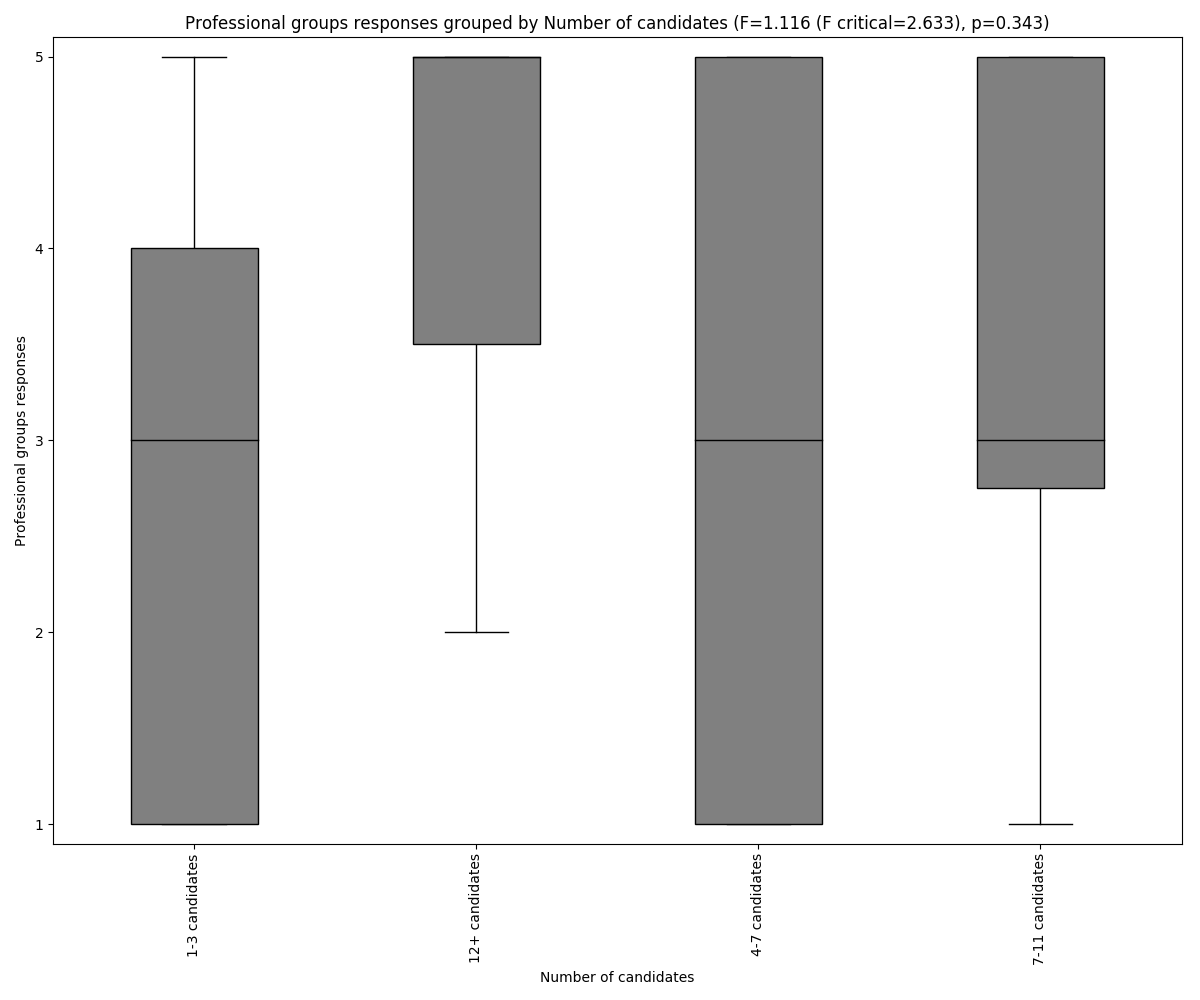 Professional groups responses grouped by Number of candidates (F=1.116 (F critical=2.633), p=0.343)
Professional groups responses
5
4
3
2
1
1-3 candidates
12+ candidates
4-7 candidates
7-11 candidates
Number of candidates